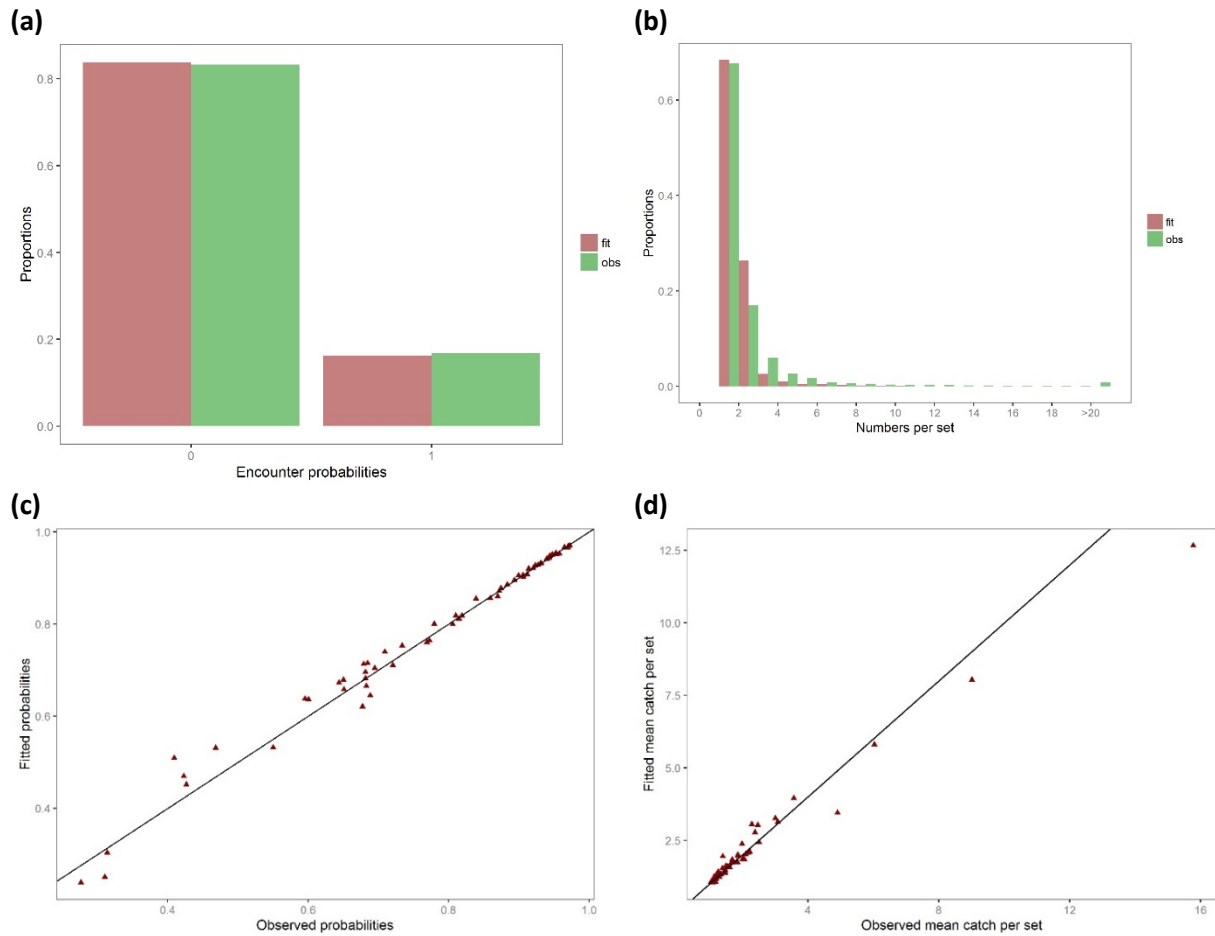 (a)
0.8
0.6
0.4
0.2
0.0
Proportions
0
1
Encounter probabilities
fit
obs
(b)
0.6
0.4
0.2
0.0
Proportions
0 2 4 6 8 10 12 14 16 18 >20
Numbers per set
fit
obs
(c)
1.0
0.8
0.6
0.4
Fitted probabilities
0.4 0.6 0.8 1.0
Observed probabilities
(d)
12.5
10.0
7.5
5.0
2.5
Fitted mean catch per set
4 8 12 16
Observed mean catch per set